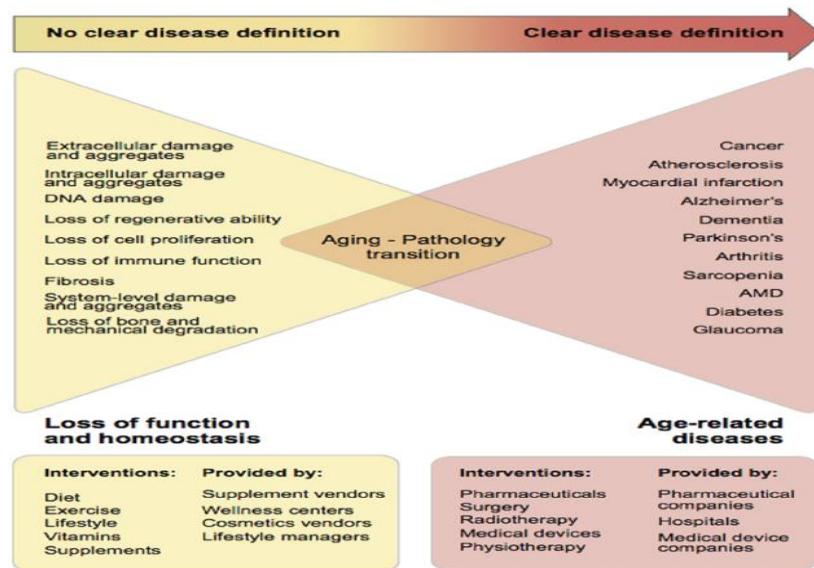 No clear disease definition
Clear disease definition
Extracellular damage
and aggregates
Intracellular damage
and aggregates
DNA damage
Loss of regenerative ability
Loss of cell proliferation
Loss of immune function
Fibrosis
System-level damage
and aggregates
Loss of bone and
mechanical degradation
Aging - Pathology
transition
Cancer
Atherosclerosis
Myocardial infarction
Alzheimer's
Dementia
Parkinson's
Arthritis
Sarcopenia
AMD
Diabetes
Glaucoma
Loss of function
and homeostasis
Interventions:
Diet
Exercise
Lifestyle
Vitamins
Supplements
Provided by:
Supplement vendors
Wellness centers
Cosmetics vendors
Lifestyle managers
Age-related
diseases
Interventions:
Pharmaceuticals
Surgery
Radiotherapy
Medical devices
Physiotherapy
Provided by:
Pharmaceutical
companies
Hospitals
Medical device
companies